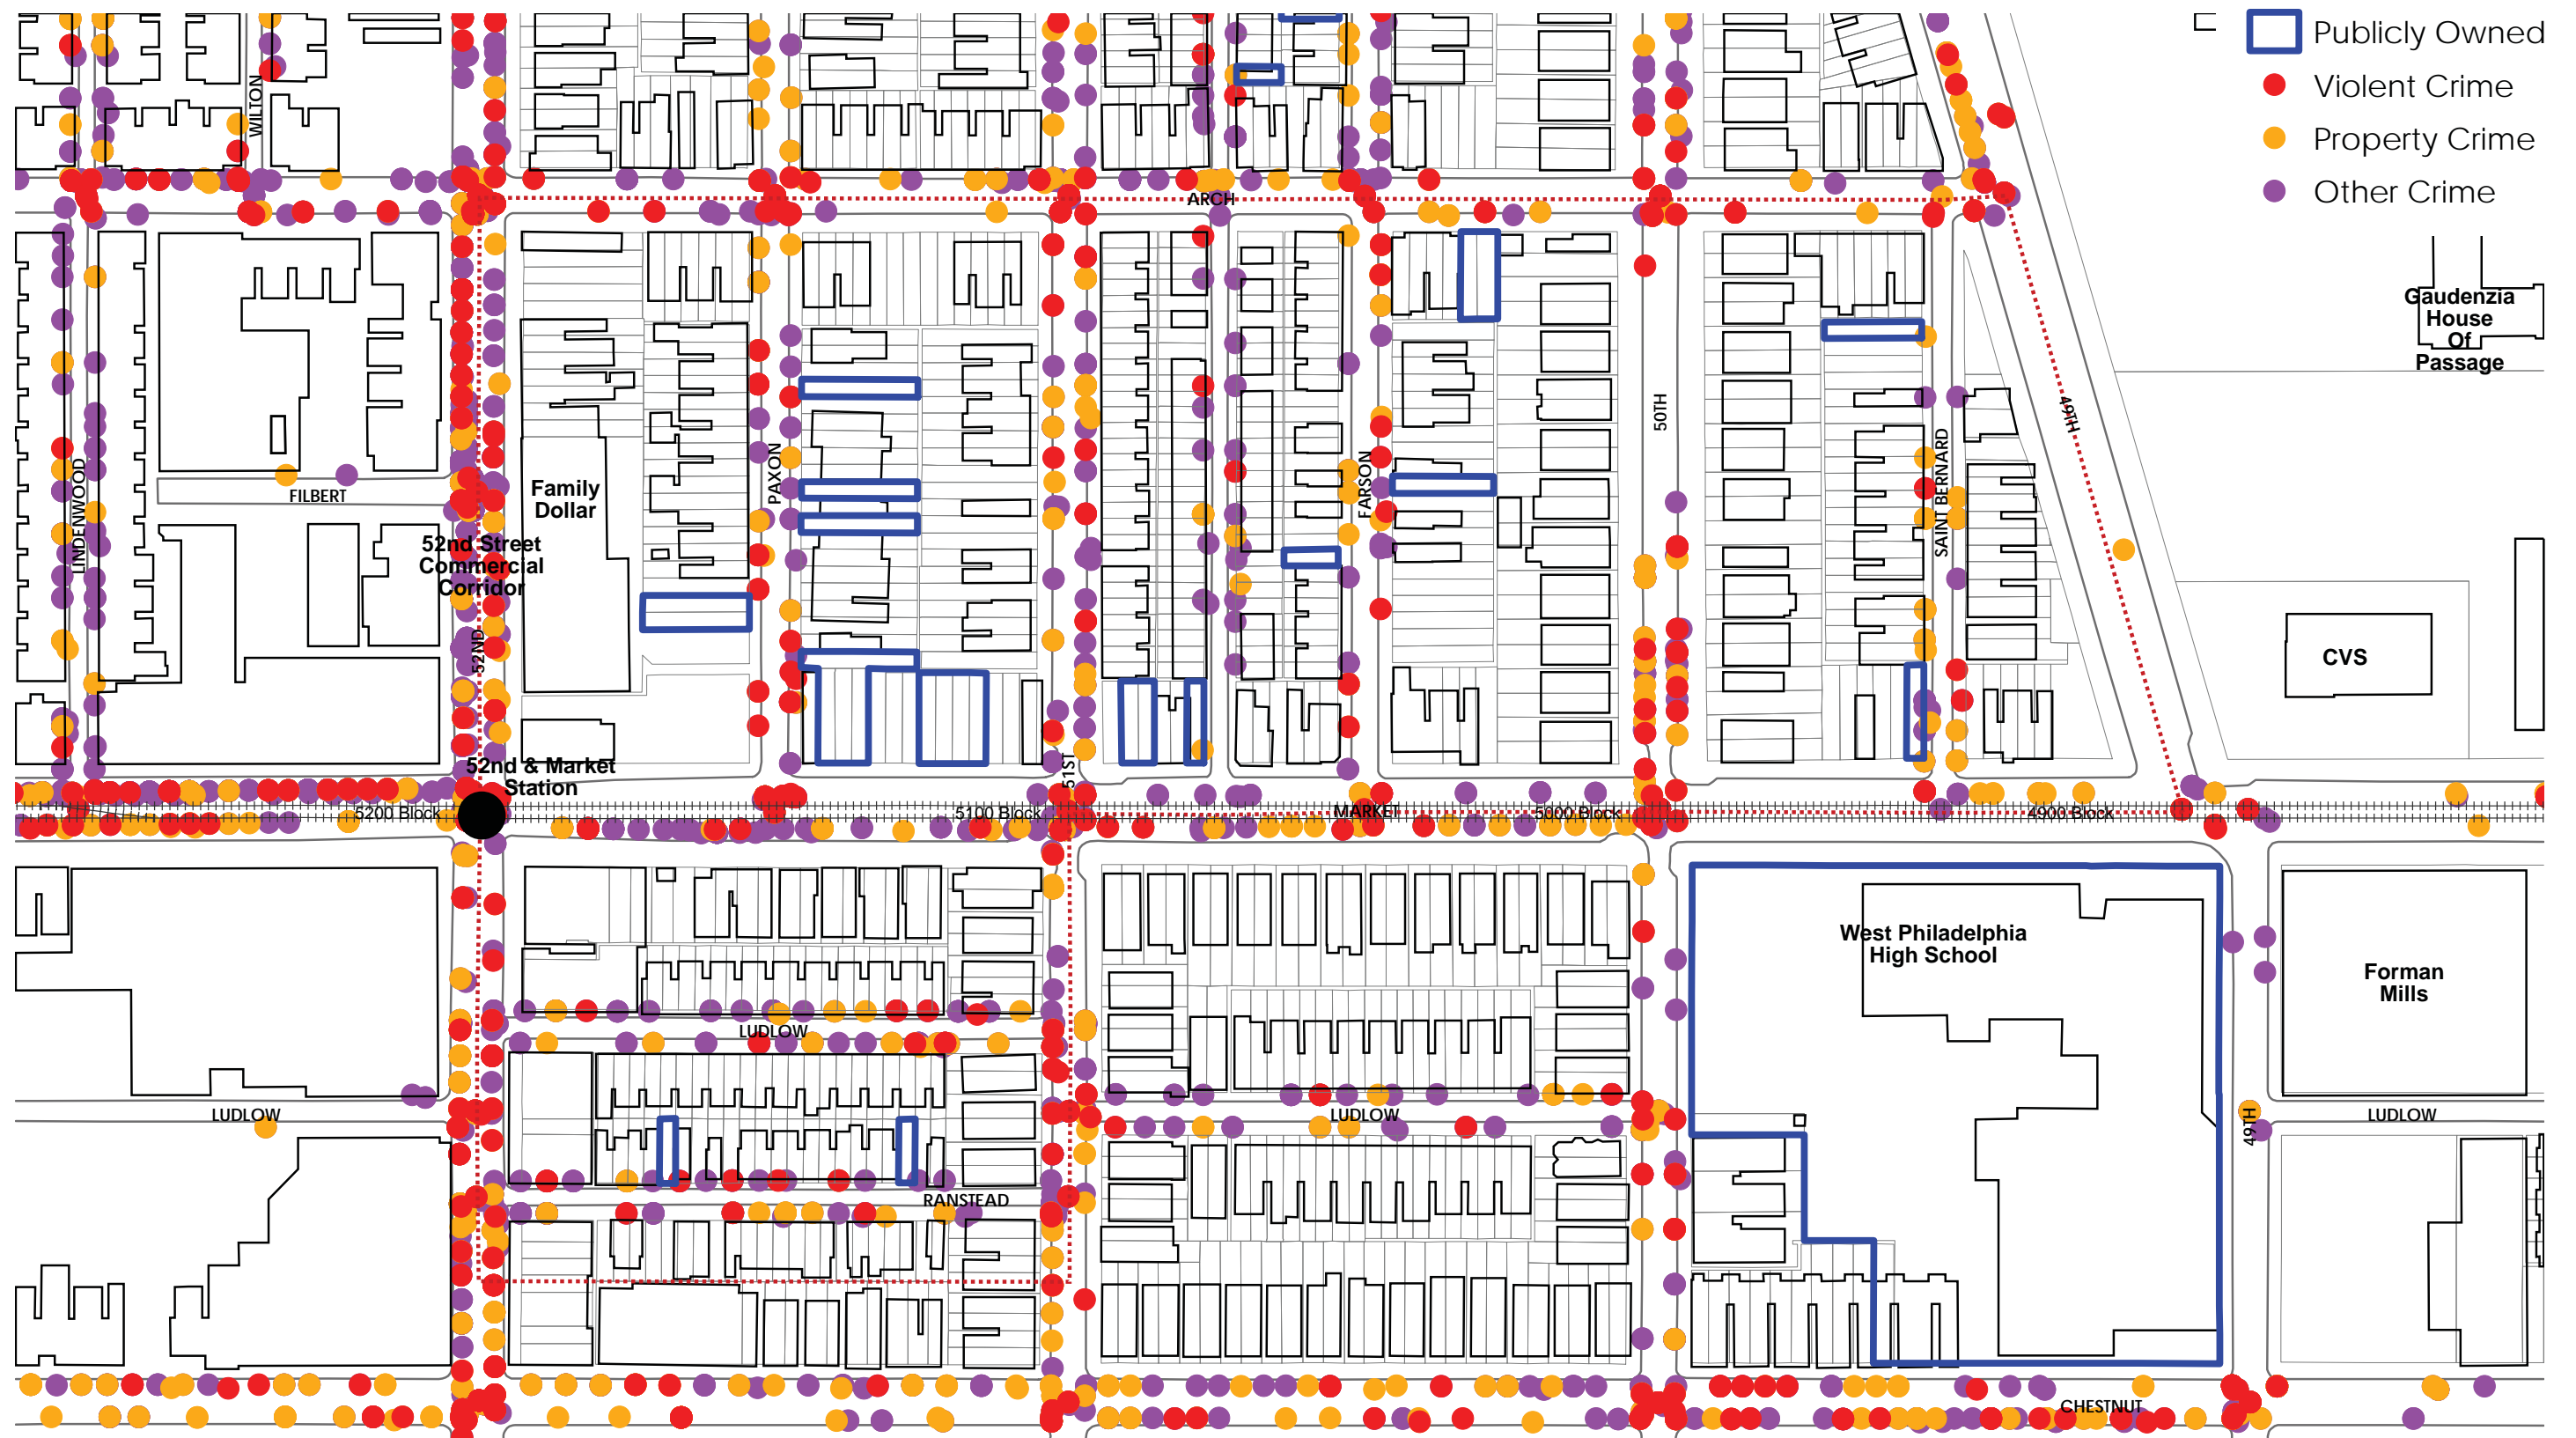 Publicly Owned
Violent Crime
Property Crime
Other Crime
WILTON
ARCH
Gaudenzia
House
Of
Passage
50TH
49TH
PAXON
FARSON
SAINT BERNARD
LINDENWOOD
FILBERT
Family
Dollar
52nd Street
Commercial
Corridor
52ND
CVS
52nd & Market
Station
51ST
5200 Block
5100 Block
MARKET
5000 Block
4900 Block
West Philadelphia
High School
Forman
Mills
LUDLOW
LUDLOW
LUDLOW
49TH
LUDLOW
RANSTEAD
CHESTNUT